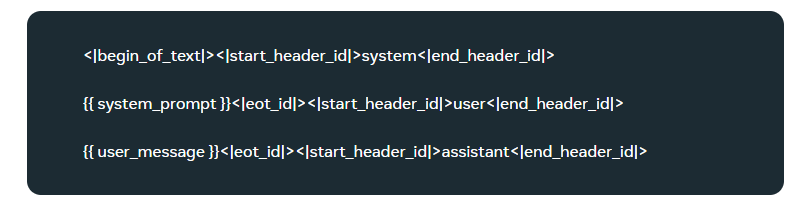 <|begin_of_text|><|start_header_id|>system<|end_header_id|>
{{ system_prompt }}<|eot_id|><|start_header_id|>user<|end_header_id|>
{{ user_message }}<|eot_id|><|start_header_id|>assistant<|end_header_id|>